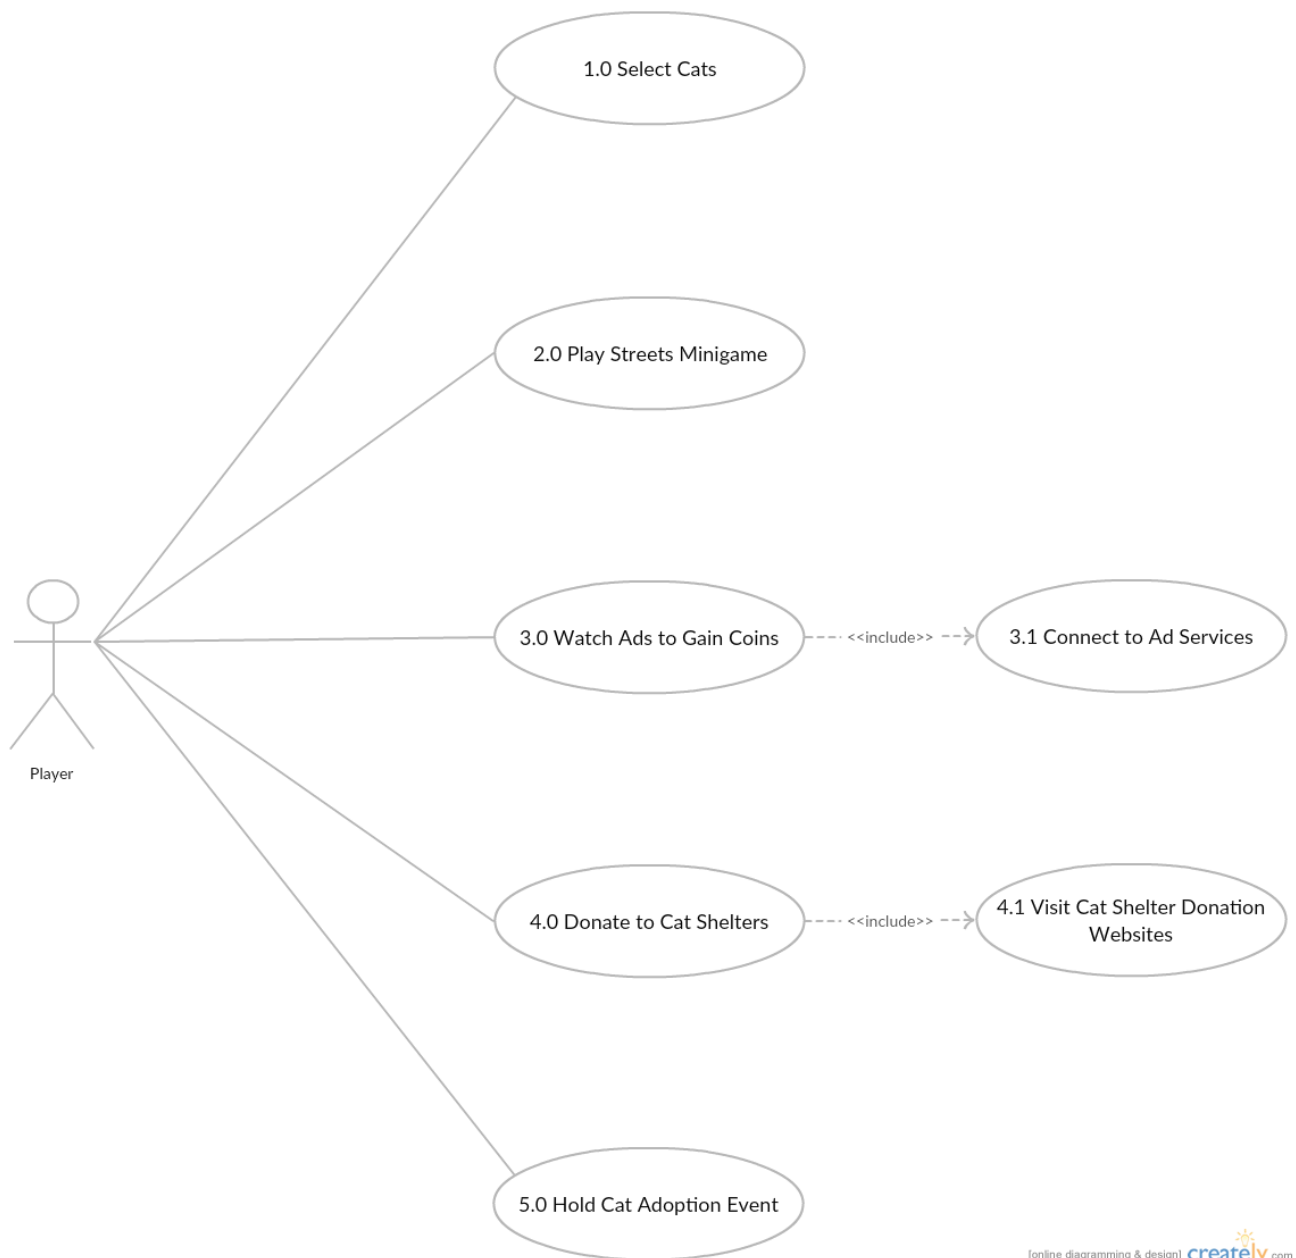 1.0 Select Cats
2.0 Play Streets Minigame
3.0 Watch Ads to Gain Coins
<<include>>
3.1 Connect to Ad Services
Player
4.0 Donate to Cat Shelters
<<include>>
4.1 Visit Cat Shelter Donation
Websites
5.0 Hold Cat Adoption Event
[online diagramming & design] creately.com